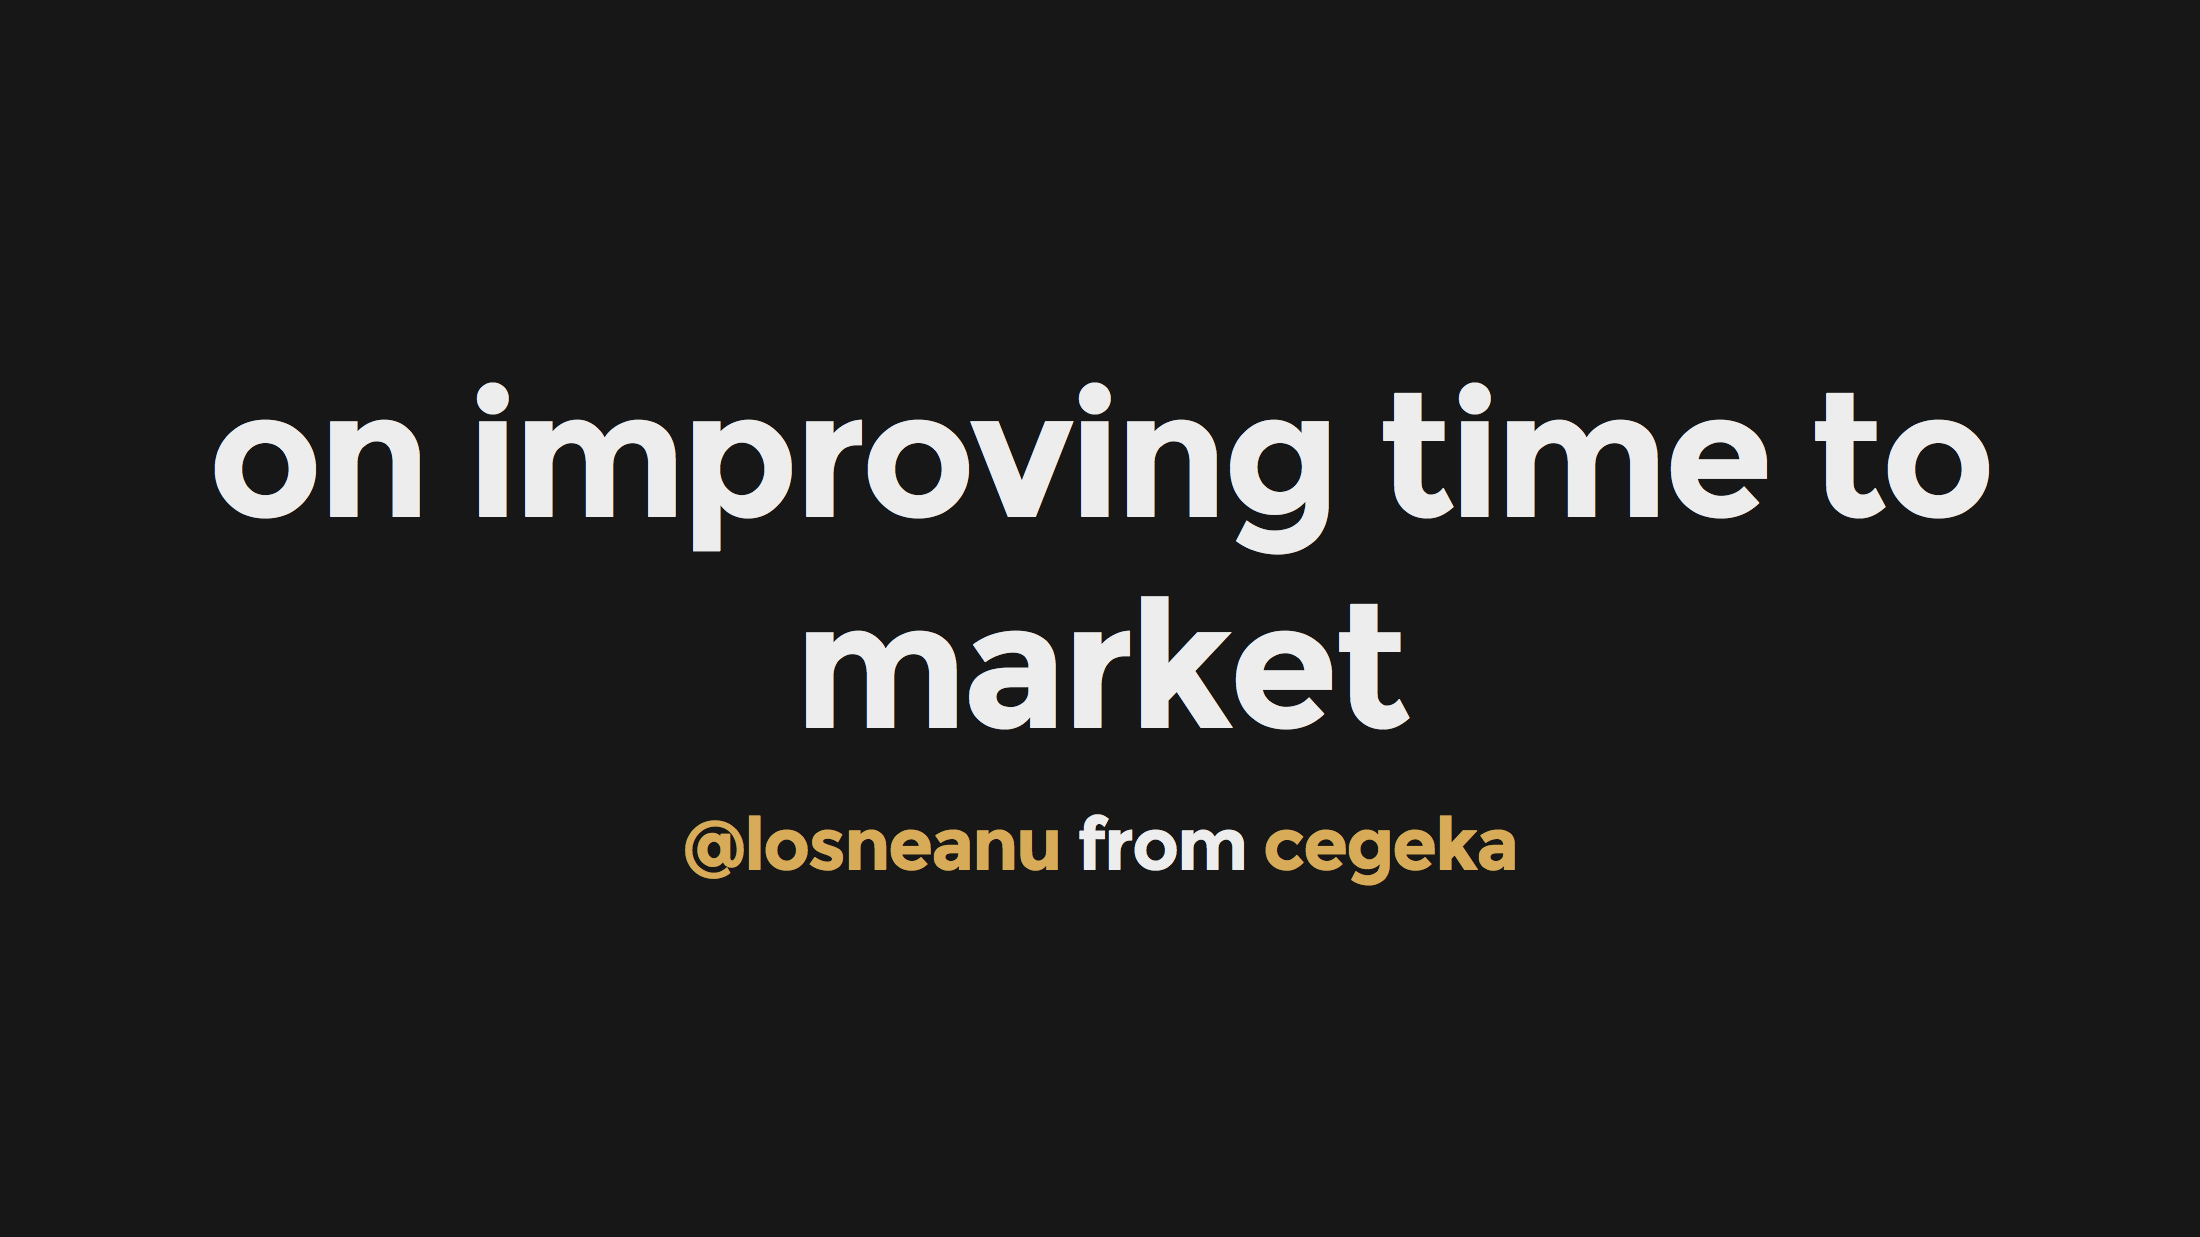 on improving time to
market
@losneanu from cegeka